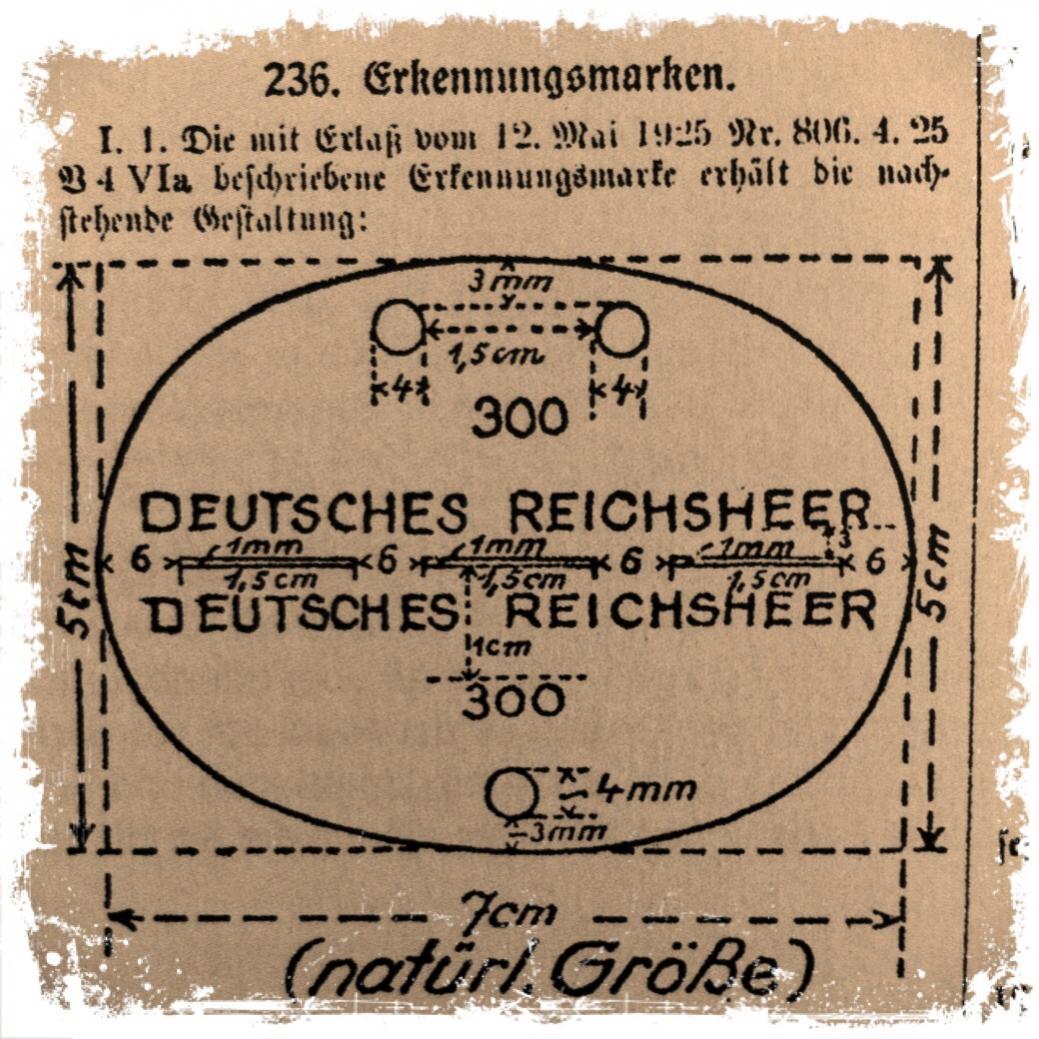 236. Erkennungsmarken.
I. 1. Die mit Erlaß vom 12. Mai 1925 Nr. 806. 4. 25
V 4 VIa beschriebene Erkennungsmarke erhält die nach-
stehende Gestaltung:
3mm
1,5cm
4 4
300
DEUTSCHES REICHSHEER
3
6 1mm 6 1mm 6 1mm 6
1,5cm 1,5cm 1,5cm
5cm 5cm
DEUTSCHES REICHSHEER
1cm
300
4mm
3mm
7cm
(natürl. Größe)